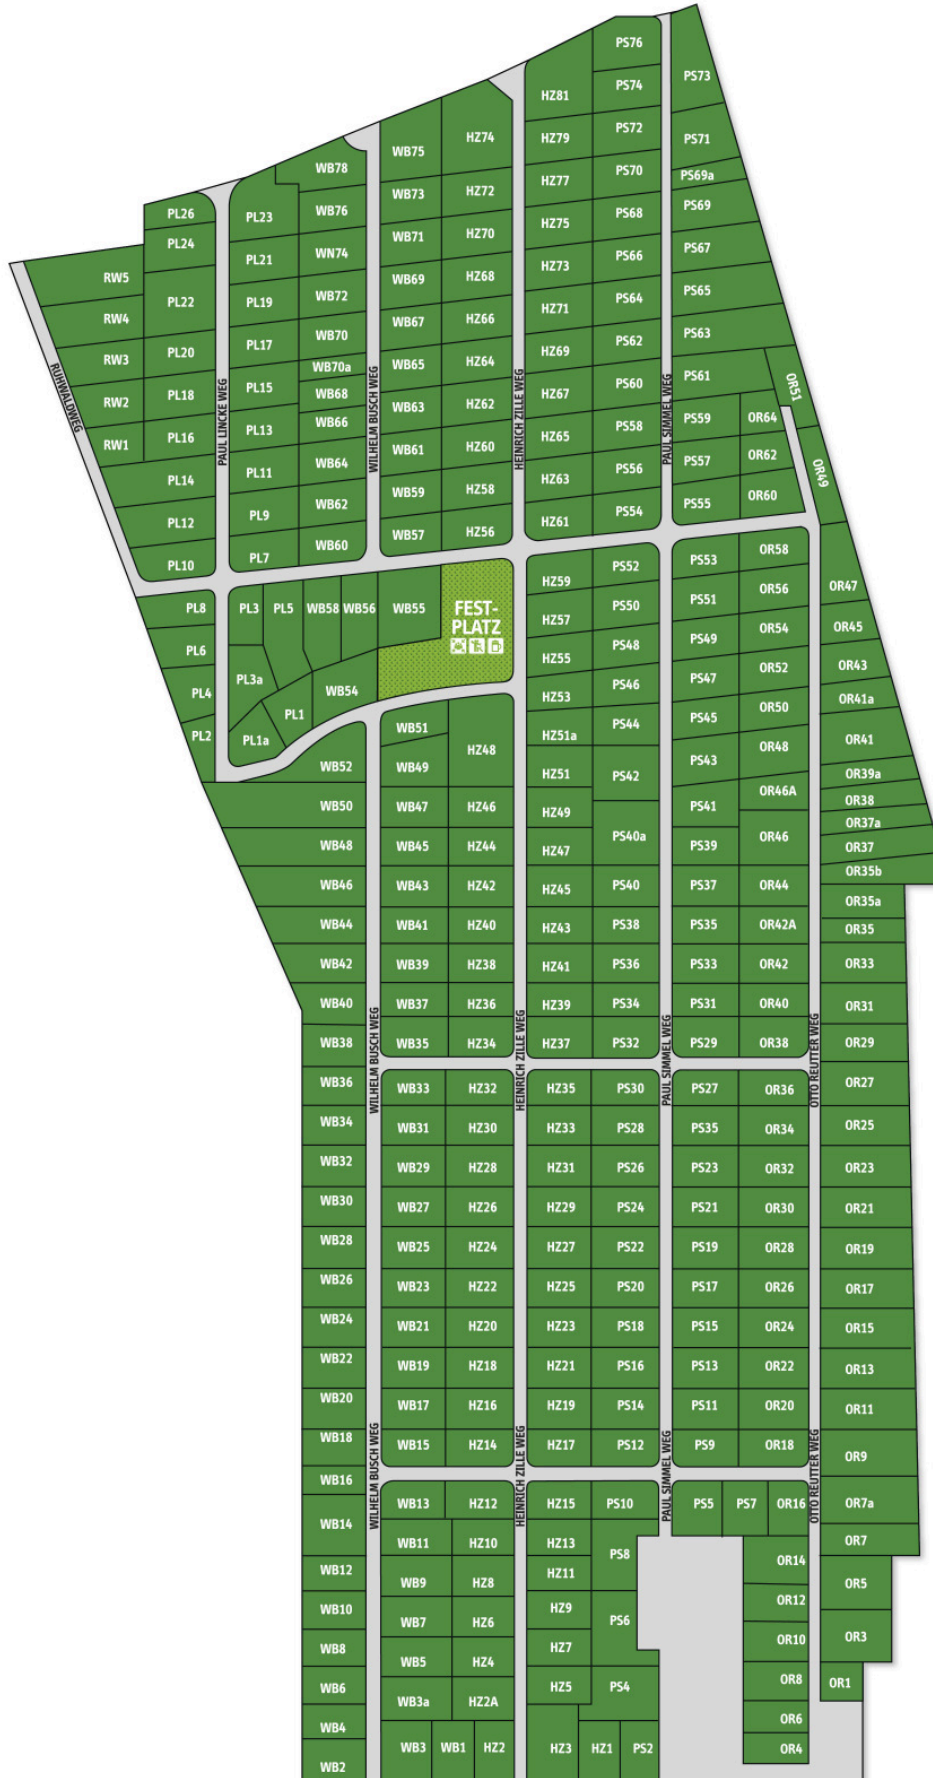 PS76
PS73
PS74
HZ81
PS72
HZ79
PS71
HZ74
WB75
PS70
PS69a
WB78
HZ77
HZ72
WB73
PS69
WB76
PL26
PL23
PS68
HZ75
HZ70
WB71
PL24
PS67
WN74
PS66
PL21
HZ73
HZ68
WB69
RW5
PS65
WB72
PS64
PL22
PL19
HZ71
HZ66
WB67
RW4
PS63
WB70
PS62
PL17
PL20
HZ69
HZ64
WB65
RW3
WB70a
PS61
PS60
OR51
PL15
WB68
HZ67
PL18
RW2
HZ62
WB63
PS59
OR64
WB66
PS58
PL13
PL16
HZ65
RW1
HZ60
WB61
PS57
OR62
WB64
PS56
OR49
PL11
PL14
HZ63
HZ58
WB59
PS55
OR60
WB62
PS54
PL9
PL12
HZ61
HZ56
WB57
WB60
PL7
PL10
RUHWALDWEG
PAUL LINCKE WEG
WILHELM BUSCH WEG
HEINRICH ZILLE WEG
PAUL SIMMEL WEG
PS53
OR58
HZ59
PS52
PS51
OR56
OR47
PL8
PL3
PL5
WB58
WB56
WB55
FEST-
PLATZ
HZ57
PS50
PS49
OR54
OR45
PL6
HZ55
PS48
PS47
OR52
OR43
PL3a
PL4
WB54
HZ53
PS46
PS45
OR50
OR41a
PL1
PL2
PL1a
WB51
HZ51a
PS44
PS43
OR48
OR41
HZ48
WB52
WB49
HZ51
PS42
OR46A
OR39a
OR38
WB50
WB47
HZ46
HZ49
PS41
OR37a
PS40a
OR46
WB48
WB45
HZ44
HZ47
PS39
OR37
OR35b
WB46
WB43
HZ42
HZ45
PS40
PS37
OR44
OR35a
WB44
WB41
HZ40
HZ43
PS38
PS35
OR42A
OR35
WB42
WB39
HZ38
HZ41
PS36
PS33
OR42
OR33
WB40
WB37
HZ36
HZ39
PS34
PS31
OR40
OR31
WB38
WB35
HZ34
HZ37
PS32
PS29
OR38
OR29
WILHELM BUSCH WEG
HEINRICH ZILLE WEG
PAUL SIMMEL WEG
OTTO REUTTER WEG
WB36
WB33
HZ32
HZ35
PS30
PS27
OR36
OR27
WB34
WB31
HZ30
HZ33
PS28
PS35
OR34
OR25
WB32
WB29
HZ28
HZ31
PS26
PS23
OR32
OR23
WB30
WB27
HZ26
HZ29
PS24
PS21
OR30
OR21
WB28
WB25
HZ24
HZ27
PS22
PS19
OR28
OR19
WB26
WB23
HZ22
HZ25
PS20
PS17
OR26
OR17
WB24
WB21
HZ20
HZ23
PS18
PS15
OR24
OR15
WB22
WB19
HZ18
HZ21
PS16
PS13
OR22
OR13
WB20
WB17
HZ16
HZ19
PS14
PS11
OR20
OR11
WB18
WB15
HZ14
HZ17
PS12
PS9
OR18
OR9
WILHELM BUSCH WEG
HEINRICH ZILLE WEG
PAUL SIMMEL WEG
OTTO REUTTER WEG
WB16
WB13
HZ12
HZ15
PS10
PS5
PS7
OR16
OR7a
WB14
WB11
HZ10
HZ13
PS8
OR7
OR14
WB12
HZ11
WB9
HZ8
OR5
OR12
WB10
HZ9
WB7
HZ6
PS6
OR10
OR3
WB8
HZ7
WB5
HZ4
OR8
OR1
WB6
HZ5
PS4
WB3a
HZ2A
OR6
WB4
OR4
WB3
WB1
HZ2
HZ3
HZ1
PS2
WB2